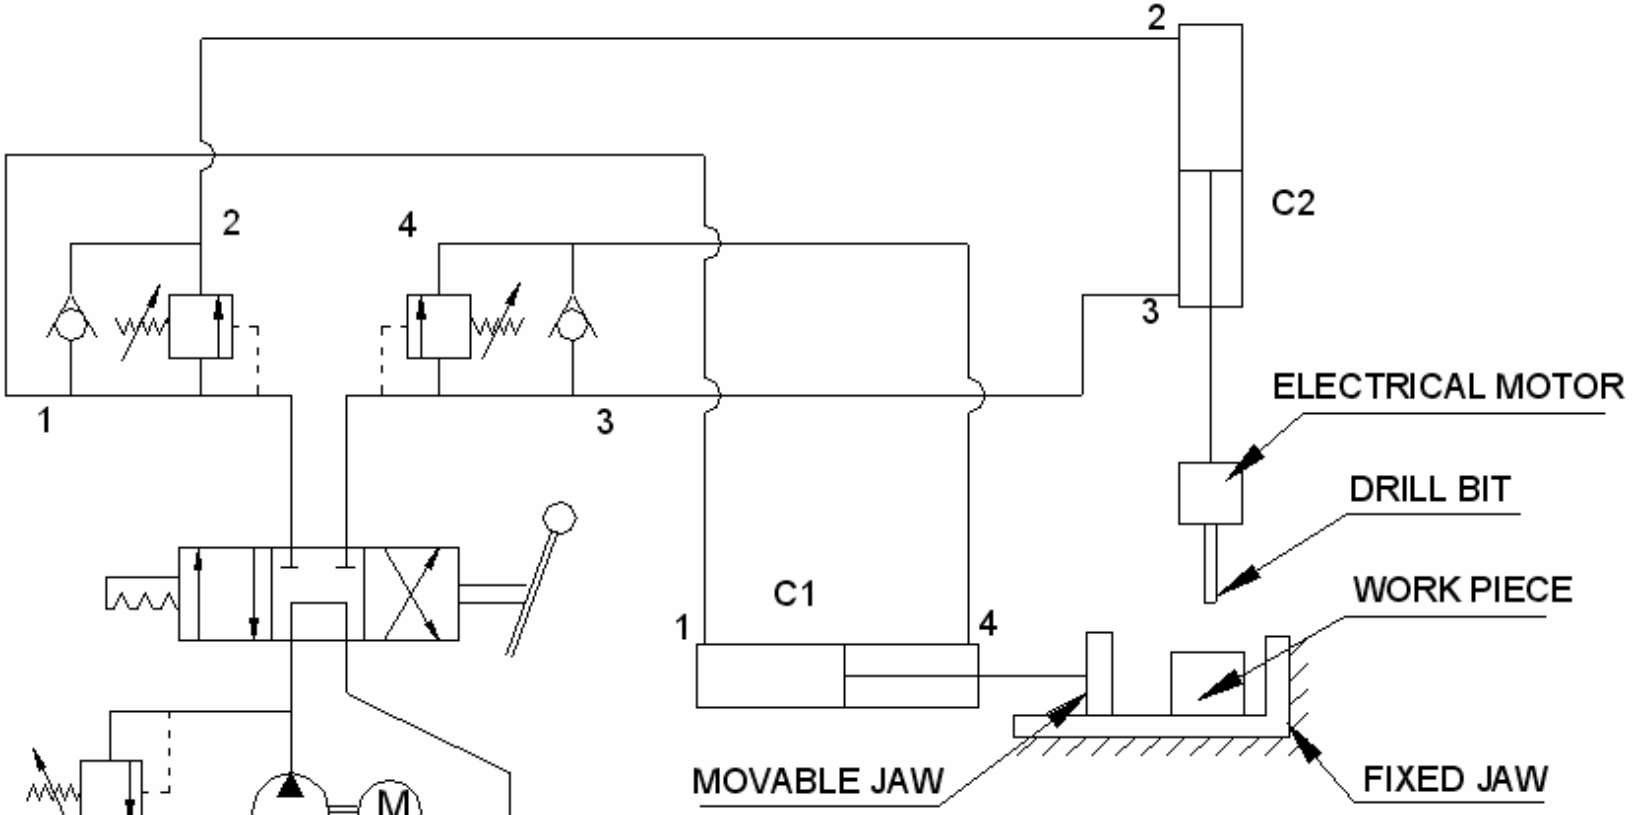 2
C2
2
4
3
ELECTRICAL MOTOR
1
3
DRILL BIT
C1
WORK PIECE
1
4
MOVABLE JAW
FIXED JAW
M